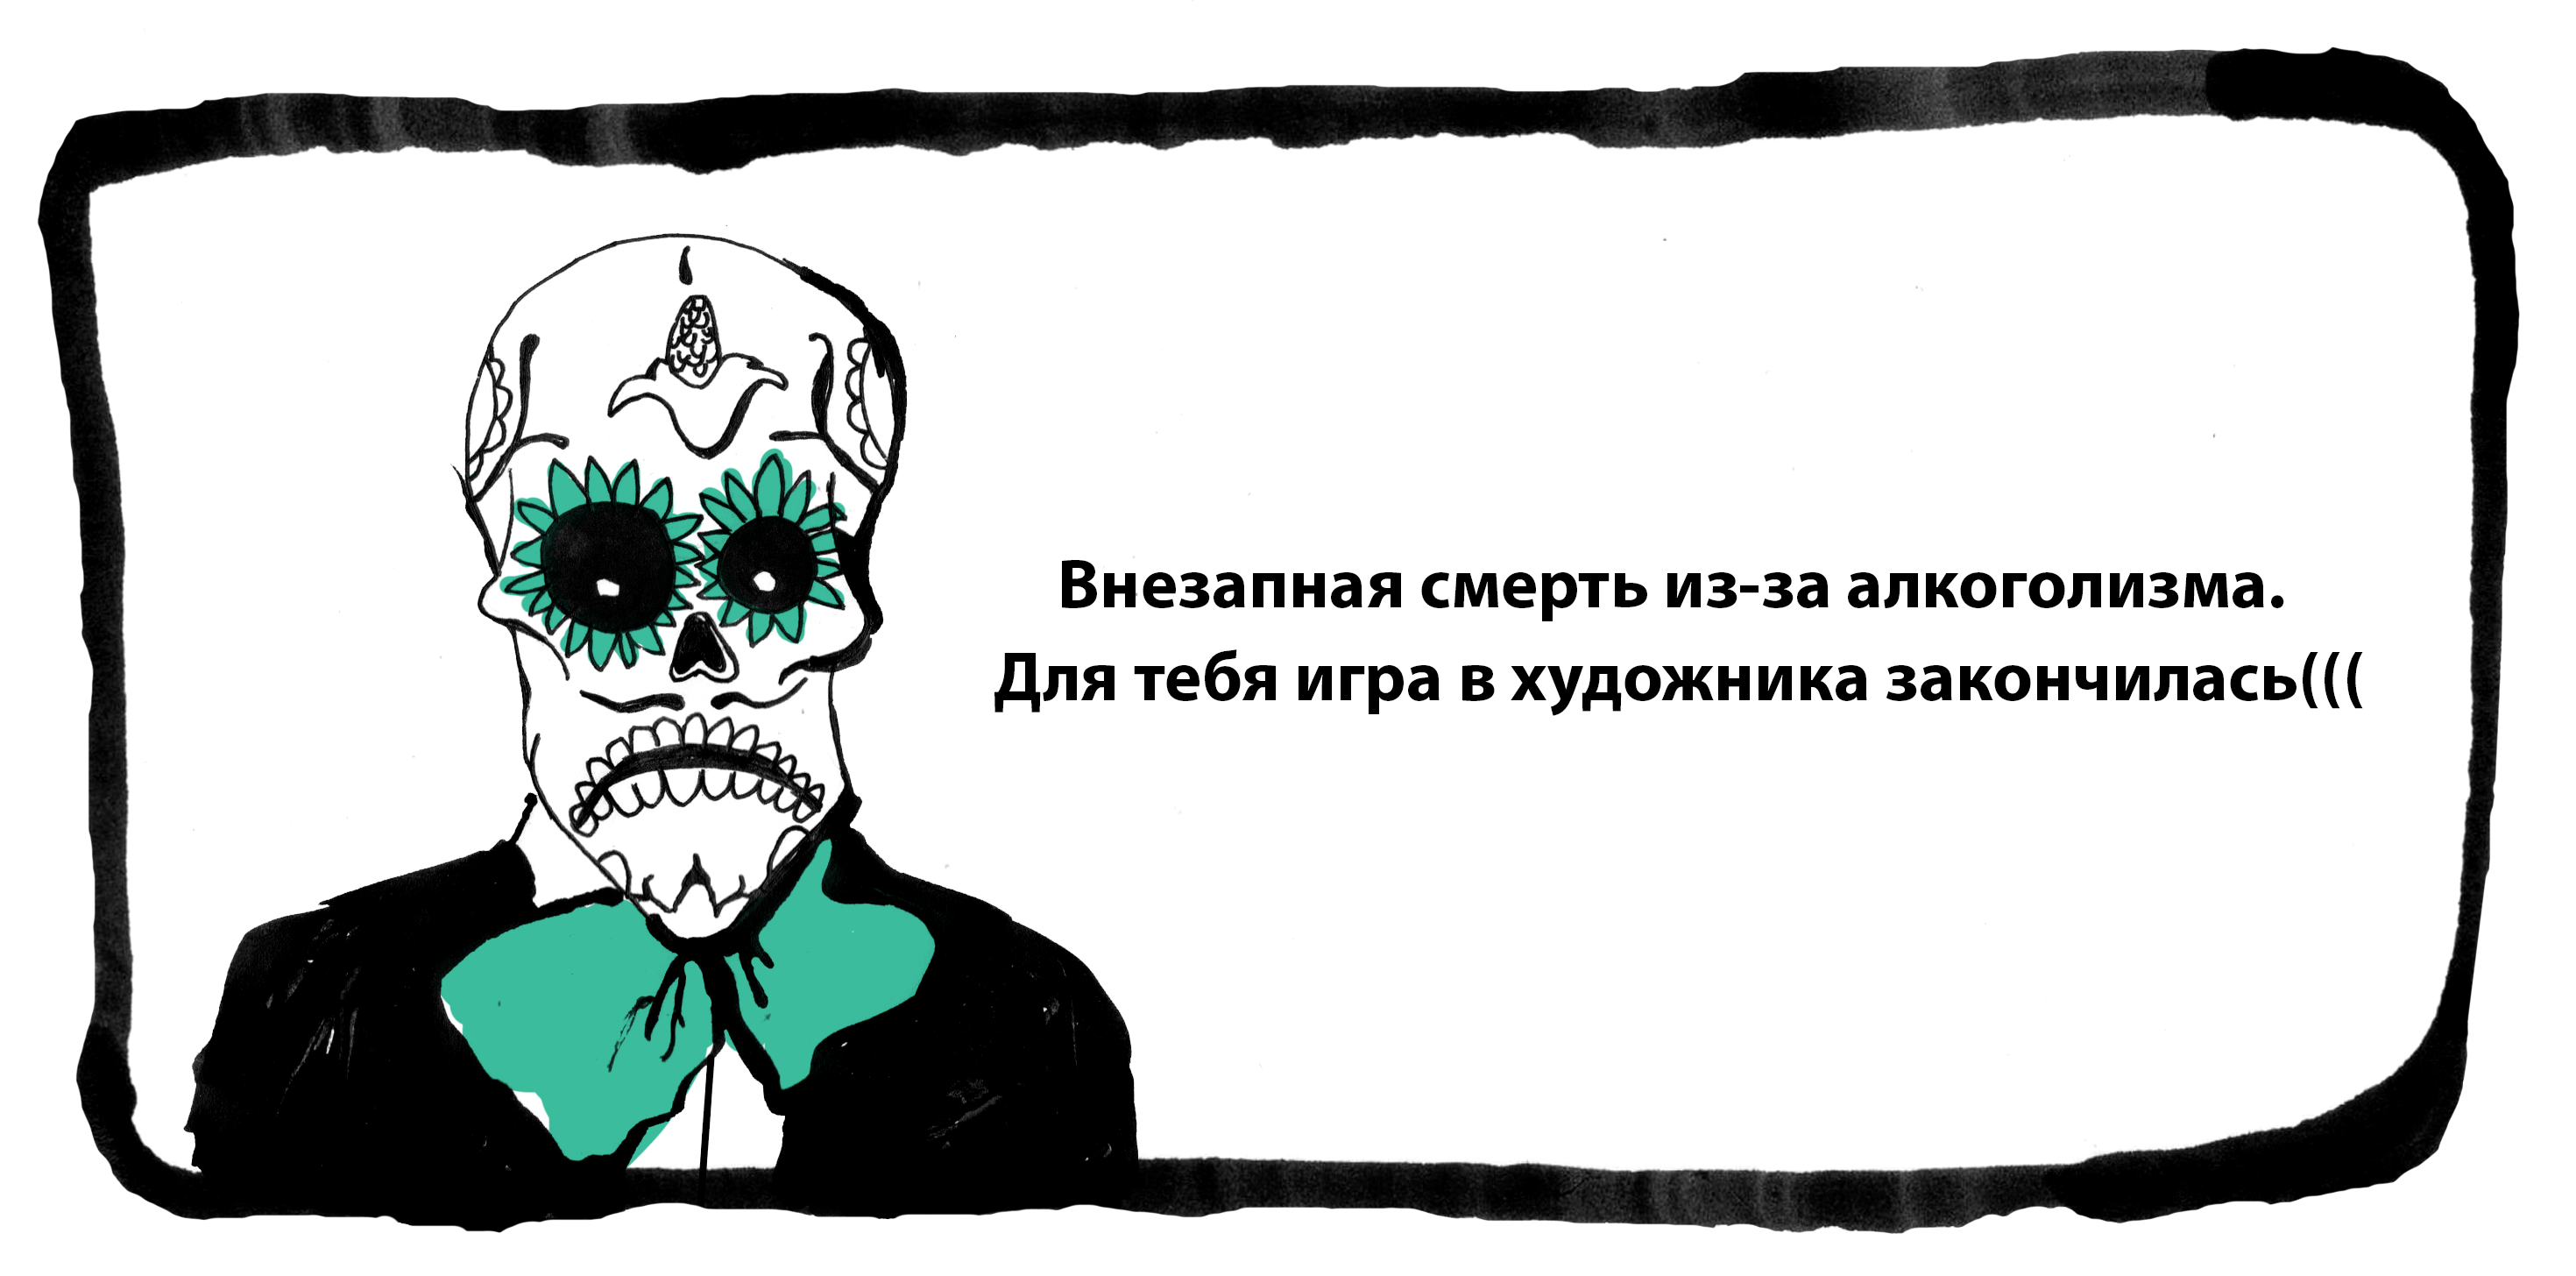 Внезапная смерть из-за алкоголизма.
Для тебя игра в художника закончилась(((